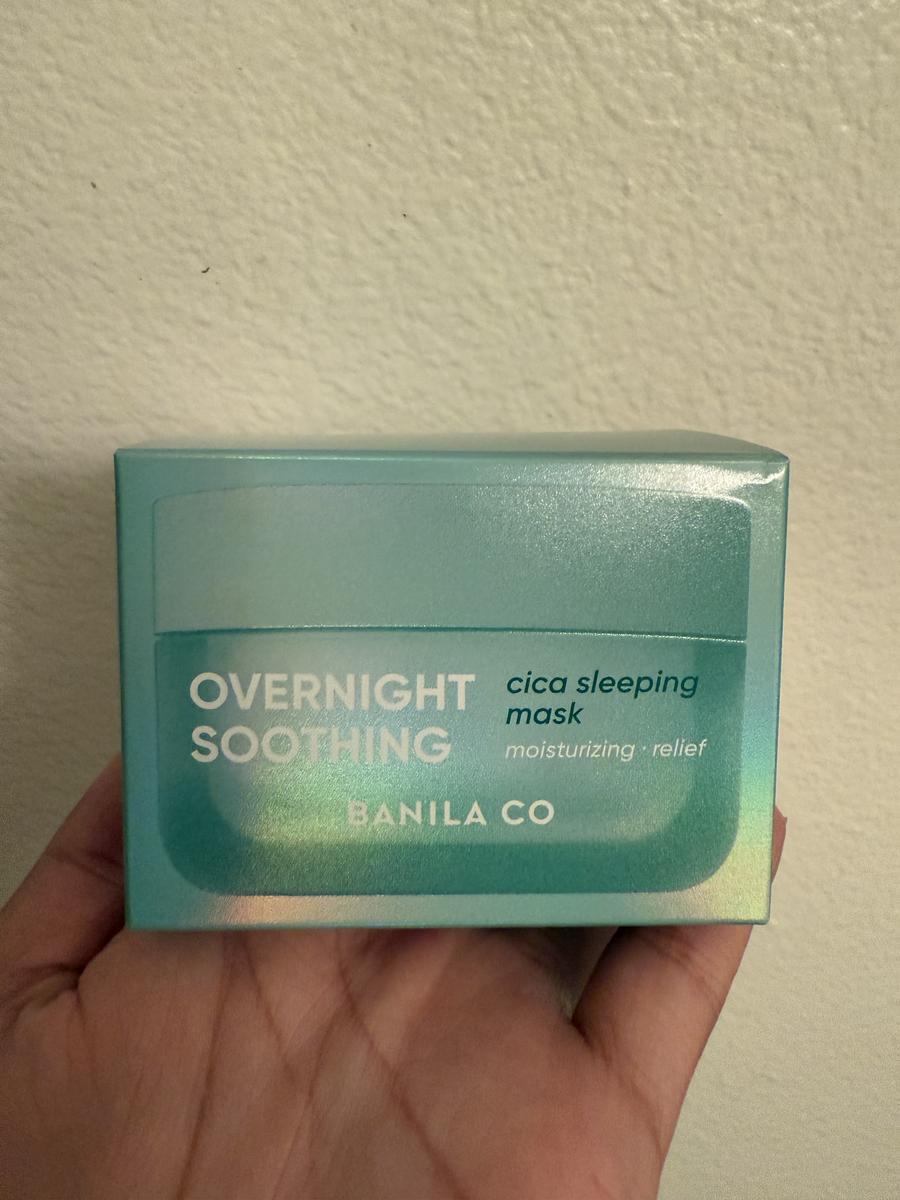 OVERNIGHT
SOOTHING
cica sleeping
mask
moisturizing · relief
BANILA CO